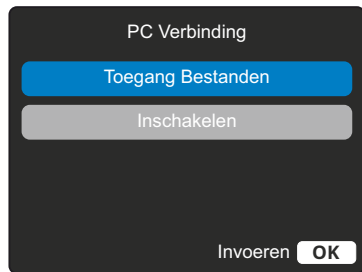 PC Verbinding
Toegang Bestanden
Inschakelen
Invoeren OK